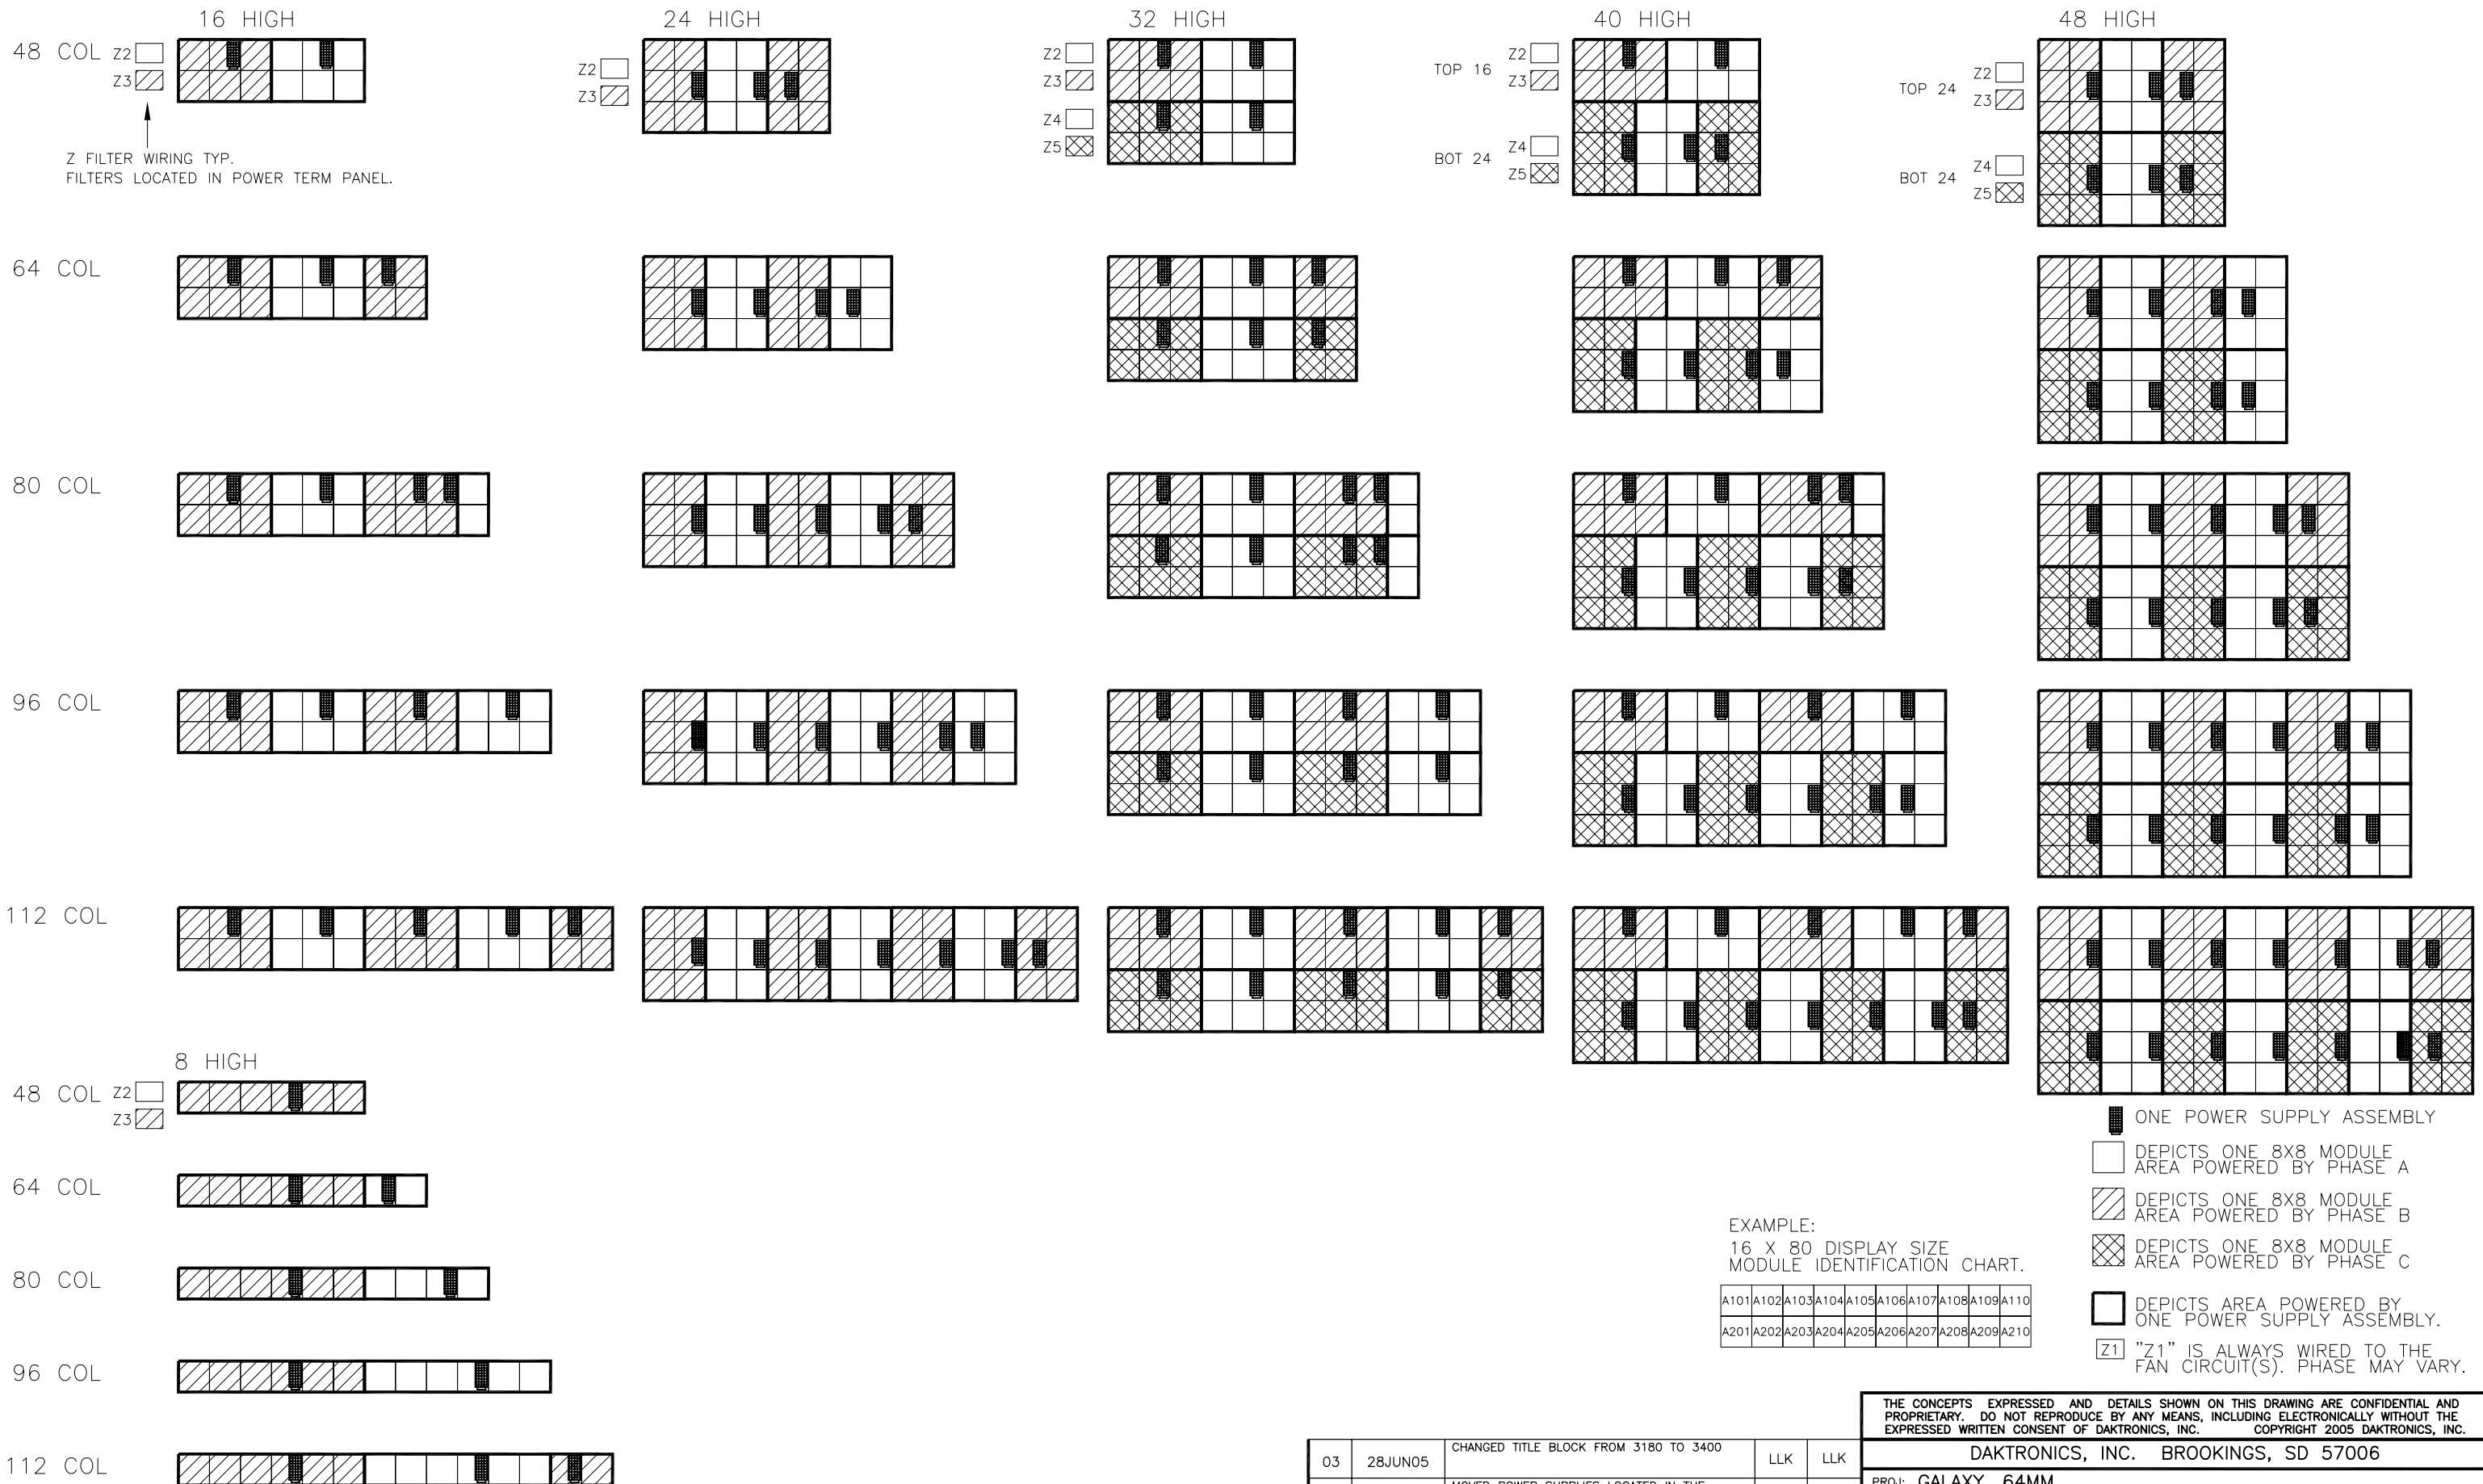 16 HIGH
24 HIGH
32 HIGH
40 HIGH
48 HIGH
48 COL
Z2
Z3
Z2
Z3
Z2
Z3
Z4
Z5
TOP 16
Z2
Z3
BOT 24
Z4
Z5
TOP 24
Z2
Z3
BOT 24
Z4
Z5
Z FILTER WIRING TYP.
FILTERS LOCATED IN POWER TERM PANEL.
64 COL
80 COL
96 COL
112 COL
8 HIGH
48 COL
Z2
Z3
64 COL
80 COL
96 COL
112 COL
ONE POWER SUPPLY ASSEMBLY
DEPICTS ONE 8X8 MODULE
AREA POWERED BY PHASE A
DEPICTS ONE 8X8 MODULE
AREA POWERED BY PHASE B
DEPICTS ONE 8X8 MODULE
AREA POWERED BY PHASE C
DEPICTS AREA POWERED BY
ONE POWER SUPPLY ASSEMBLY.
Z1 "Z1" IS ALWAYS WIRED TO THE
FAN CIRCUIT(S). PHASE MAY VARY.
EXAMPLE:
16 X 80 DISPLAY SIZE
MODULE IDENTIFICATION CHART.
A101 A102 A103 A104 A105 A106 A107 A108 A109 A110
A201 A202 A203 A204 A205 A206 A207 A208 A209 A210
THE CONCEPTS EXPRESSED AND DETAILS SHOWN ON THIS DRAWING ARE CONFIDENTIAL AND
PROPRIETARY. DO NOT REPRODUCE BY ANY MEANS, INCLUDING ELECTRONICALLY WITHOUT THE
EXPRESSED WRITTEN CONSENT OF DAKTRONICS, INC. COPYRIGHT 2005 DAKTRONICS, INC.
DAKTRONICS, INC. BROOKINGS, SD 57006
PROJ: GALAXY, 64MM
03 28JUN05 CHANGED TITLE BLOCK FROM 3180 TO 3400 LLK LLK
MOVED POWER SUPPLIES LOCATED IN THE